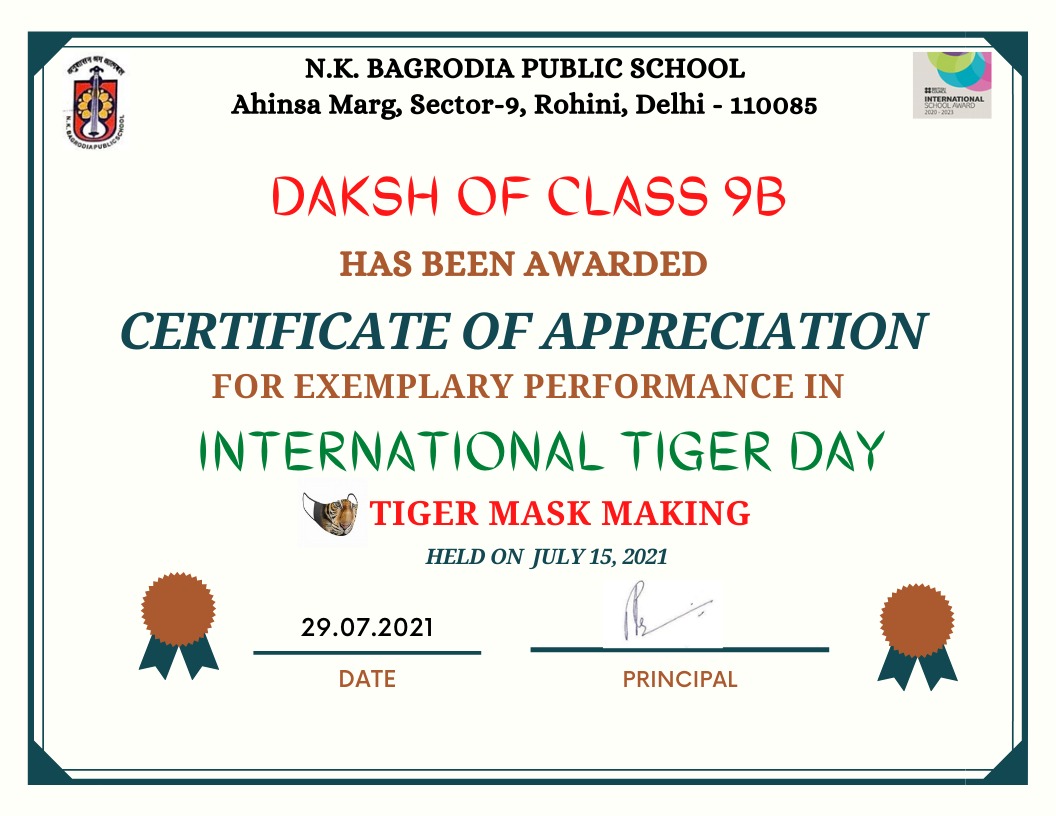 N.K. BAGRODIA PUBLIC SCHOOL
Ahinsa Marg, Sector-9, Rohini, Delhi - 110085
N.K. BAGRODIA PUBLIC SCHOOL
BRITISH COUNCIL
INTERNATIONAL
SCHOOL AWARD
2020 - 2023
DAKSH OF CLASS 9B
HAS BEEN AWARDED
CERTIFICATE OF APPRECIATION
FOR EXEMPLARY PERFORMANCE IN
INTERNATIONAL TIGER DAY
TIGER MASK MAKING
HELD ON JULY 15, 2021
29.07.2021
DATE
PRINCIPAL